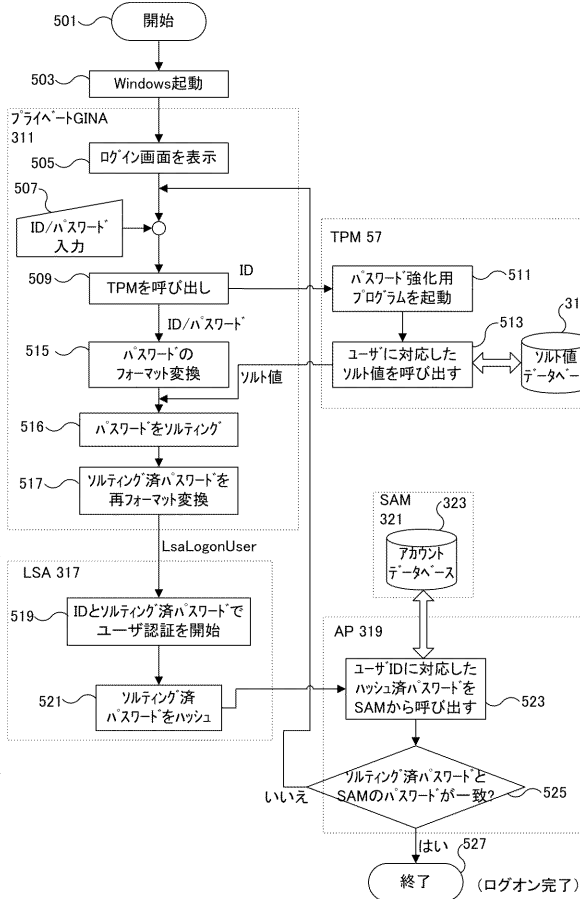 501
開始
503
Windows起動
プライベートGINA
311
505
ログイン画面を表示
507
ID/パスワード
入力
509
TPMを呼び出し
ID
TPM 57
パスワード強化用
プログラムを起動
511
ID/パスワード
515
パスワードの
フォーマット変換
ソルト値
513
ユーザに対応した
ソルト値を呼び出す
31
ソルト値
データベー
516
パスワードをソルティング
517
ソルティング済パスワードを
再フォーマット変換
LsaLogonUser
SAM
321
323
アカウント
データベース
LSA 317
519
IDとソルティング済パスワードで
ユーザ認証を開始
521
ソルティング済
パスワードをハッシュ
AP 319
ユーザIDに対応した
ハッシュ済パスワードを
SAMから呼び出す
523
ソルティング済パスワードと
SAMのパスワードが一致?
525
いいえ
はい
527
終了
(ログオン完了)